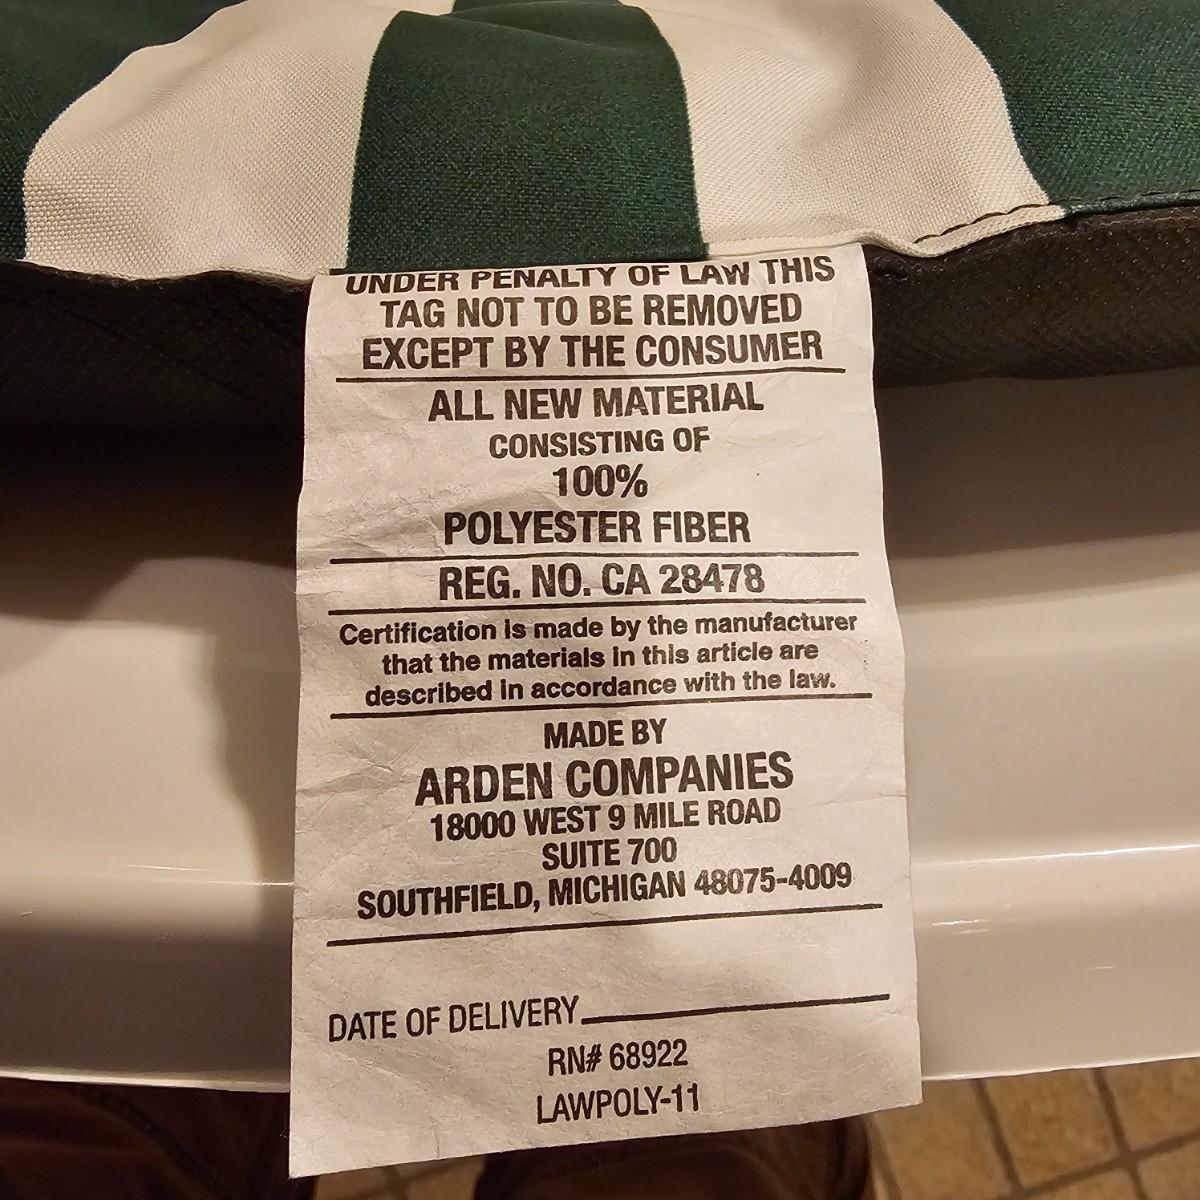 UNDER PENALTY OF LAW THIS
TAG NOT TO BE REMOVED
EXCEPT BY THE CONSUMER
ALL NEW MATERIAL
CONSISTING OF
100%
POLYESTER FIBER
REG. NO. CA 28478
Certification is made by the manufacturer
that the materials in this article are
described in accordance with the law.
MADE BY
ARDEN COMPANIES
18000 WEST 9 MILE ROAD
SUITE 700
SOUTHFIELD, MICHIGAN 48075-4009
DATE OF DELIVERY
RN# 68922
LAWPOLY-11